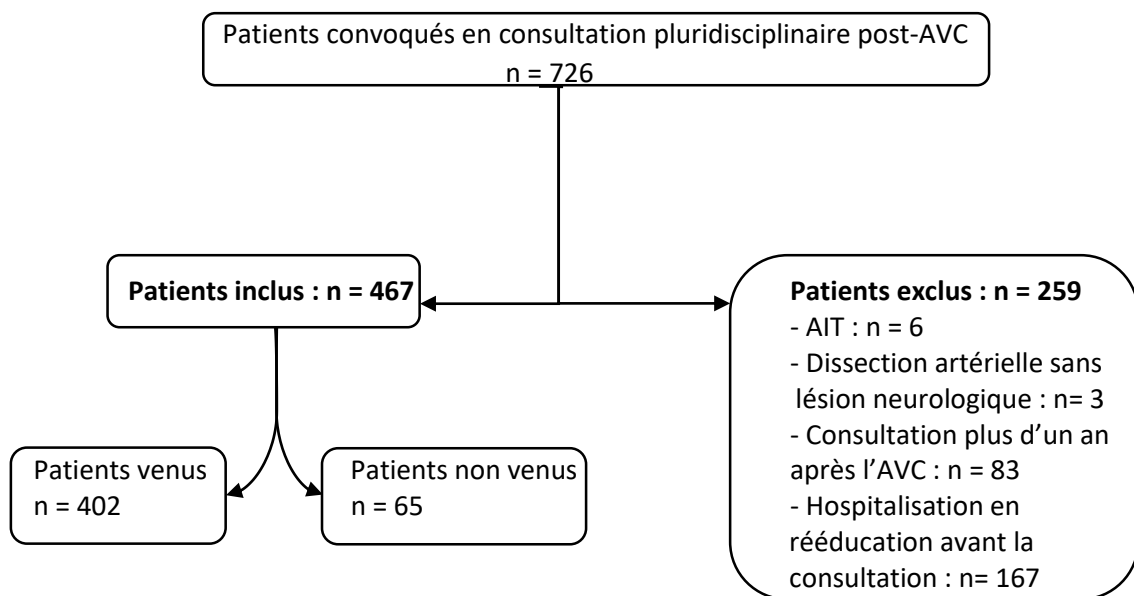 Patients convoqués en consultation pluridisciplinaire post-AVC
n = 726
Patients inclus : n = 467
Patients exclus : n = 259
- AIT : n = 6
- Dissection artérielle sans
lésion neurologique : n= 3
- Consultation plus d’un an
après l’AVC : n = 83
- Hospitalisation en
rééducation avant la
consultation : n= 167
Patients venus
n = 402
Patients non venus
n = 65